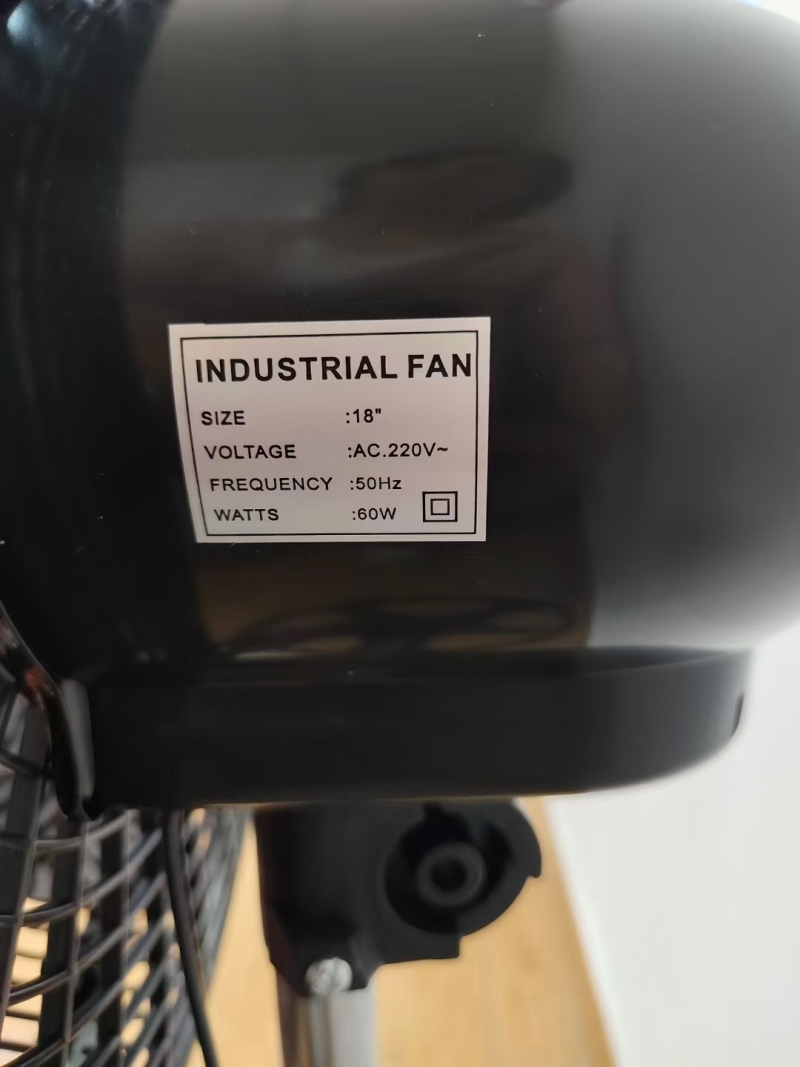 INDUSTRIAL FAN
SIZE :18"
VOLTAGE :AC.220V~
FREQUENCY :50Hz
WATTS :60W